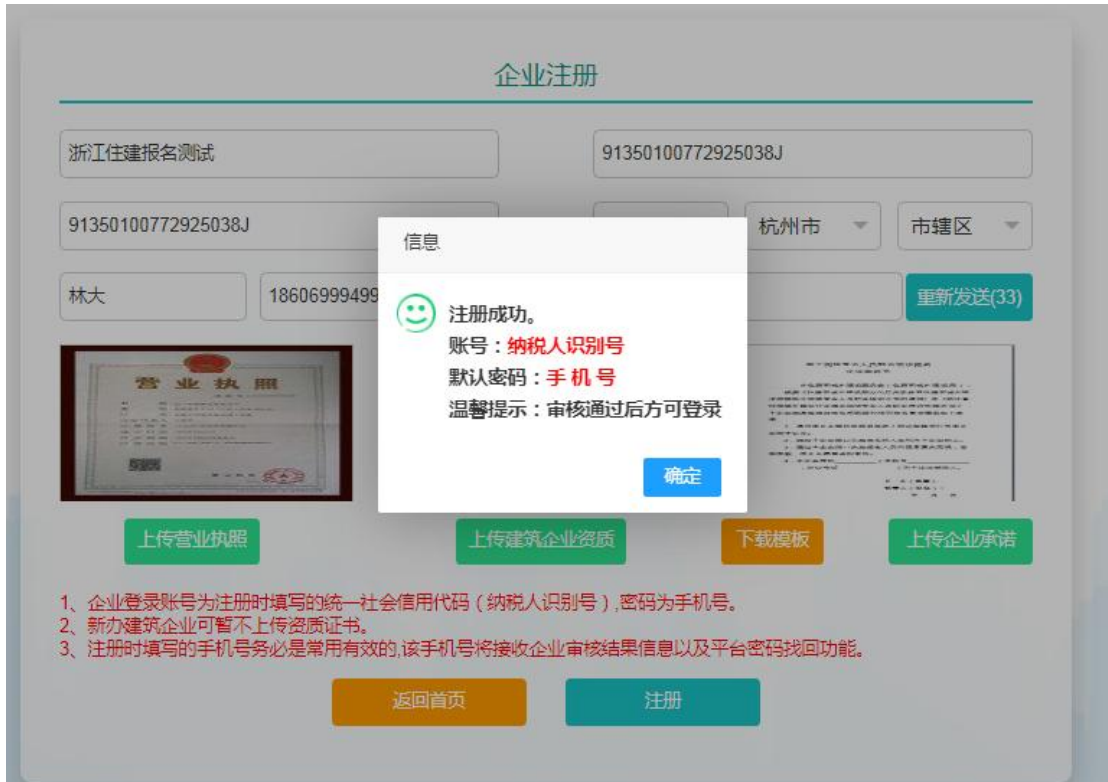 企业注册
浙江住建报名测试
91350100772925038J
91350100772925038J
杭州市
市辖区
林大
18606999499
重新发送(33)
信息
注册成功。
账号：纳税人识别号
默认密码：手 机 号
温馨提示：审核通过后方可登录
确定
营业执照
上传营业执照
上传建筑企业资质
下载模板
上传企业承诺
1、企业登录账号为注册时填写的统一社会信用代码（纳税人识别号）,密码为手机号。
2、新办建筑企业可暂不上传资质证书。
3、注册时填写的手机号务必是常用有效的,该手机号将接收企业审核结果信息以及平台密码找回功能。
返回首页
注册